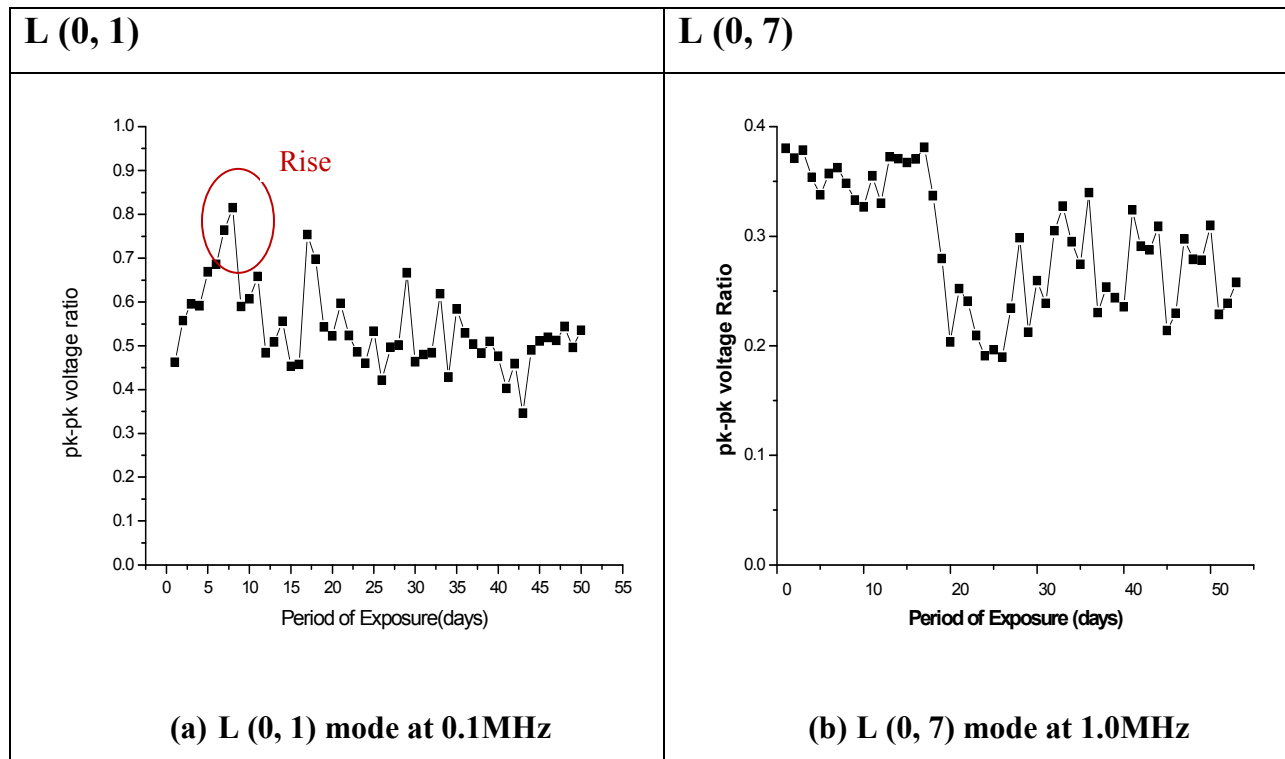 L (0, 1)
L (0, 7)
Rise
1.0
0.9
0.8
0.7
0.6
0.5
0.4
0.3
0.2
0.1
0.0
pk-pk voltage ratio
0 5 10 15 20 25 30 35 40 45 50 55
Period of Exposure(days)
(a) L (0, 1) mode at 0.1MHz
0.4
0.3
0.2
0.1
0.0
pk-pk voltage Ratio
0 10 20 30 40 50
Period of Exposure (days)
(b) L (0, 7) mode at 1.0MHz